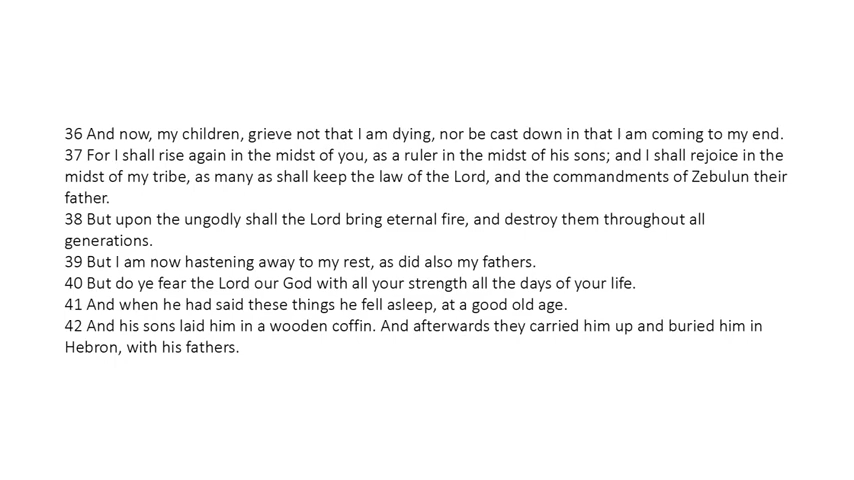 36 And now, my children, grieve not that I am dying, nor be cast down in that I am coming to my end.
37 For I shall rise again in the midst of you, as a ruler in the midst of his sons; and I shall rejoice in the
midst of my tribe, as many as shall keep the law of the Lord, and the commandments of Zebulun their
father.
38 But upon the ungodly shall the Lord bring eternal fire, and destroy them throughout all
generations.
39 But I am now hastening away to my rest, as did also my fathers.
40 But do ye fear the Lord our God with all your strength all the days of your life.
41 And when he had said these things he fell asleep, at a good old age.
42 And his sons laid him in a wooden coffin. And afterwards they carried him up and buried him in
Hebron, with his fathers.